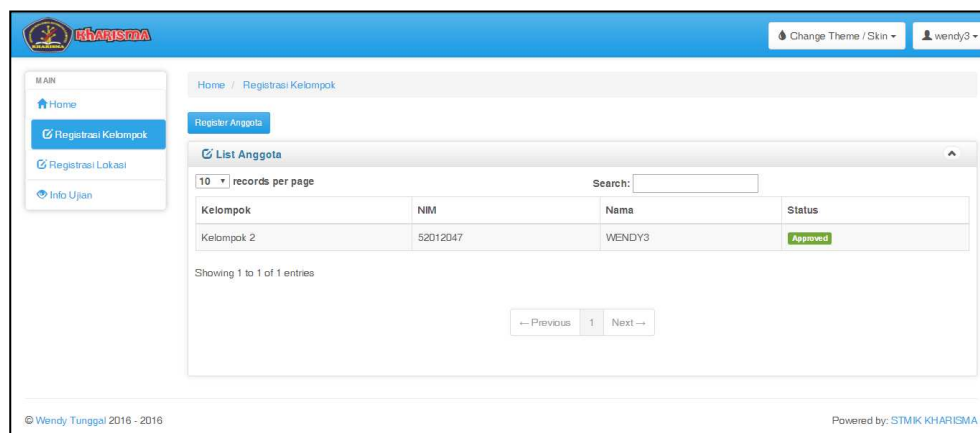 KHARISMA
KHARISMA
Change Theme / Skin
wendy3
MAIN
Home
Registrasi Kelompok
Registrasi Lokasi
Info Ujian
Home / Registrasi Kelompok
Register Anggota
List Anggota
10 records per page Search:
Kelompok NIM Nama Status
Kelompok 2 52012047 WENDY3 Approved
Showing 1 to 1 of 1 entries
← Previous 1 Next →
© Wendy Tunggal 2016 - 2016 Powered by: STMIK KHARISMA